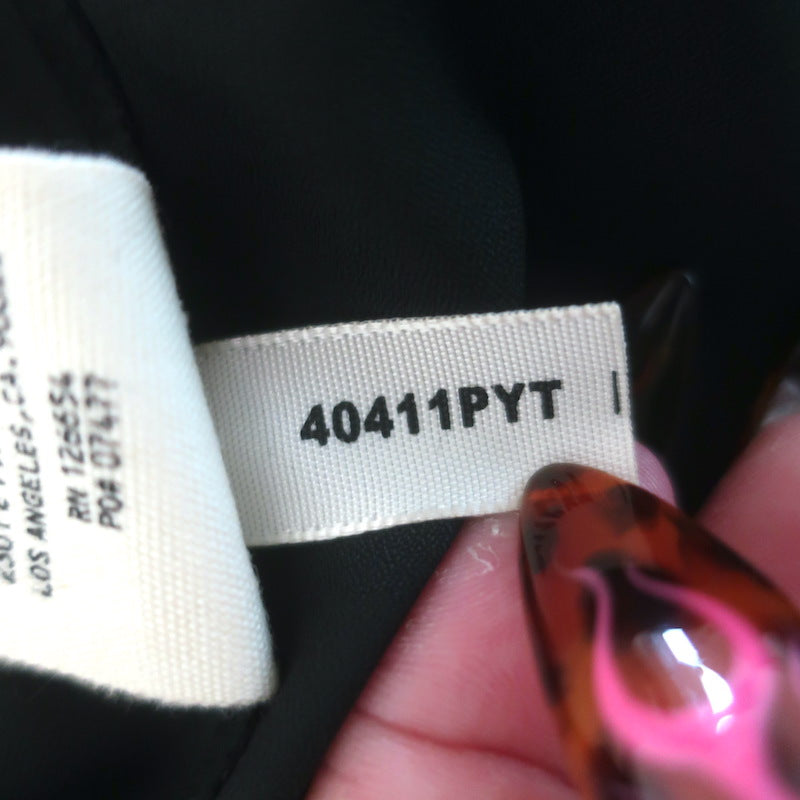 LOS ANGELES, CA.
RN 126654
PO# 07477
40411PYT